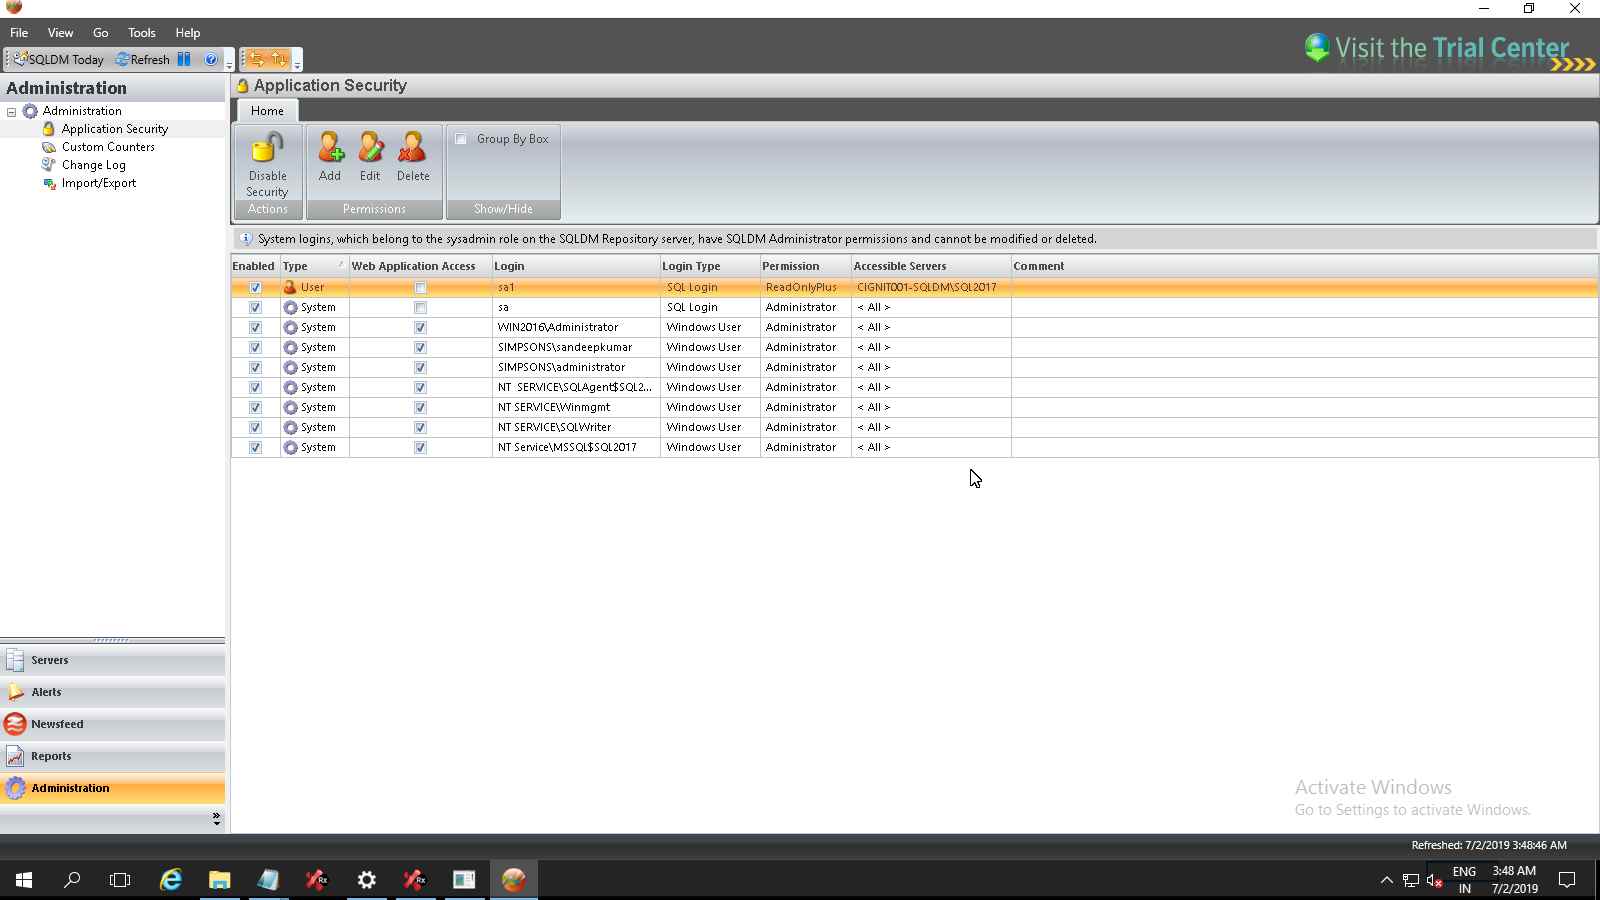 File View Go Tools Help
SQLDM Today Refresh
Visit the Trial Center
Administration
Administration
Application Security
Custom Counters
Change Log
Import/Export
Servers
Alerts
Newsfeed
Reports
Administration
Application Security
Home
Disable Security
Actions
Add Edit Delete
Permissions
Group By Box
Show/Hide
System logins, which belong to the sysadmin role on the SQLDM Repository server, have SQLDM Administrator permissions and cannot be modified or deleted.
Enabled Type Web Application Access Login Login Type Permission Accessible Servers Comment
User sa1 SQL Login ReadOnlyPlus CIGNIT001-SQLDM\SQL2017
System sa SQL Login Administrator < All >
System WIN2016\Administrator Windows User Administrator < All >
System SIMPSONS\sandeepkumar Windows User Administrator < All >
System SIMPSONS\administrator Windows User Administrator < All >
System NT SERVICE\SQLAgent$SQL2... Windows User Administrator < All >
System NT SERVICE\Winmgmt Windows User Administrator < All >
System NT SERVICE\SQLWriter Windows User Administrator < All >
System NT Service\MSSQL$SQL2017 Windows User Administrator < All >
Activate Windows
Go to Settings to activate Windows.
Refreshed: 7/2/2019 3:48:46 AM
Rx Rx
ENG
IN
3:48 AM
7/2/2019